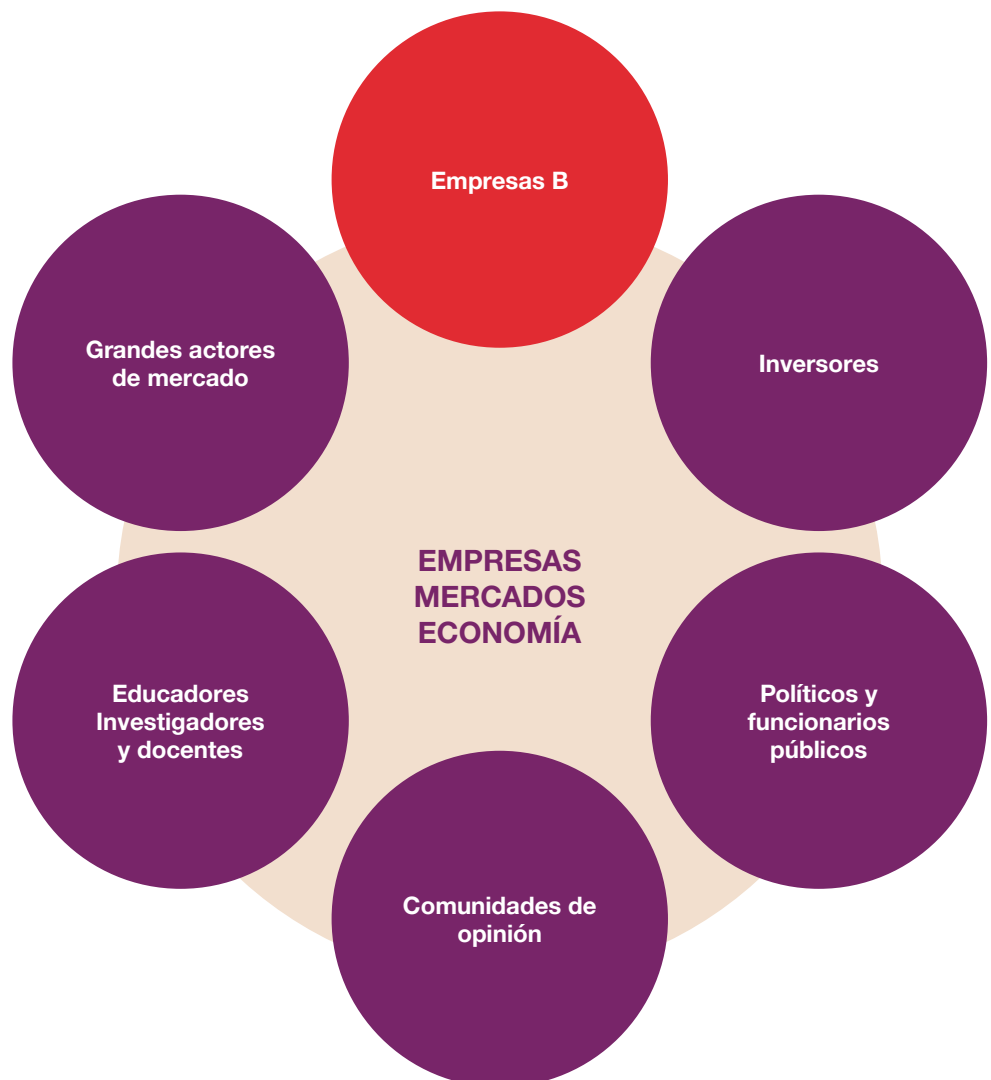 Empresas B
Grandes actores
de mercado
Inversores
EMPRESAS
MERCADOS
ECONOMÍA
Educadores
Investigadores
y docentes
Políticos y
funcionarios
públicos
Comunidades de
opinión